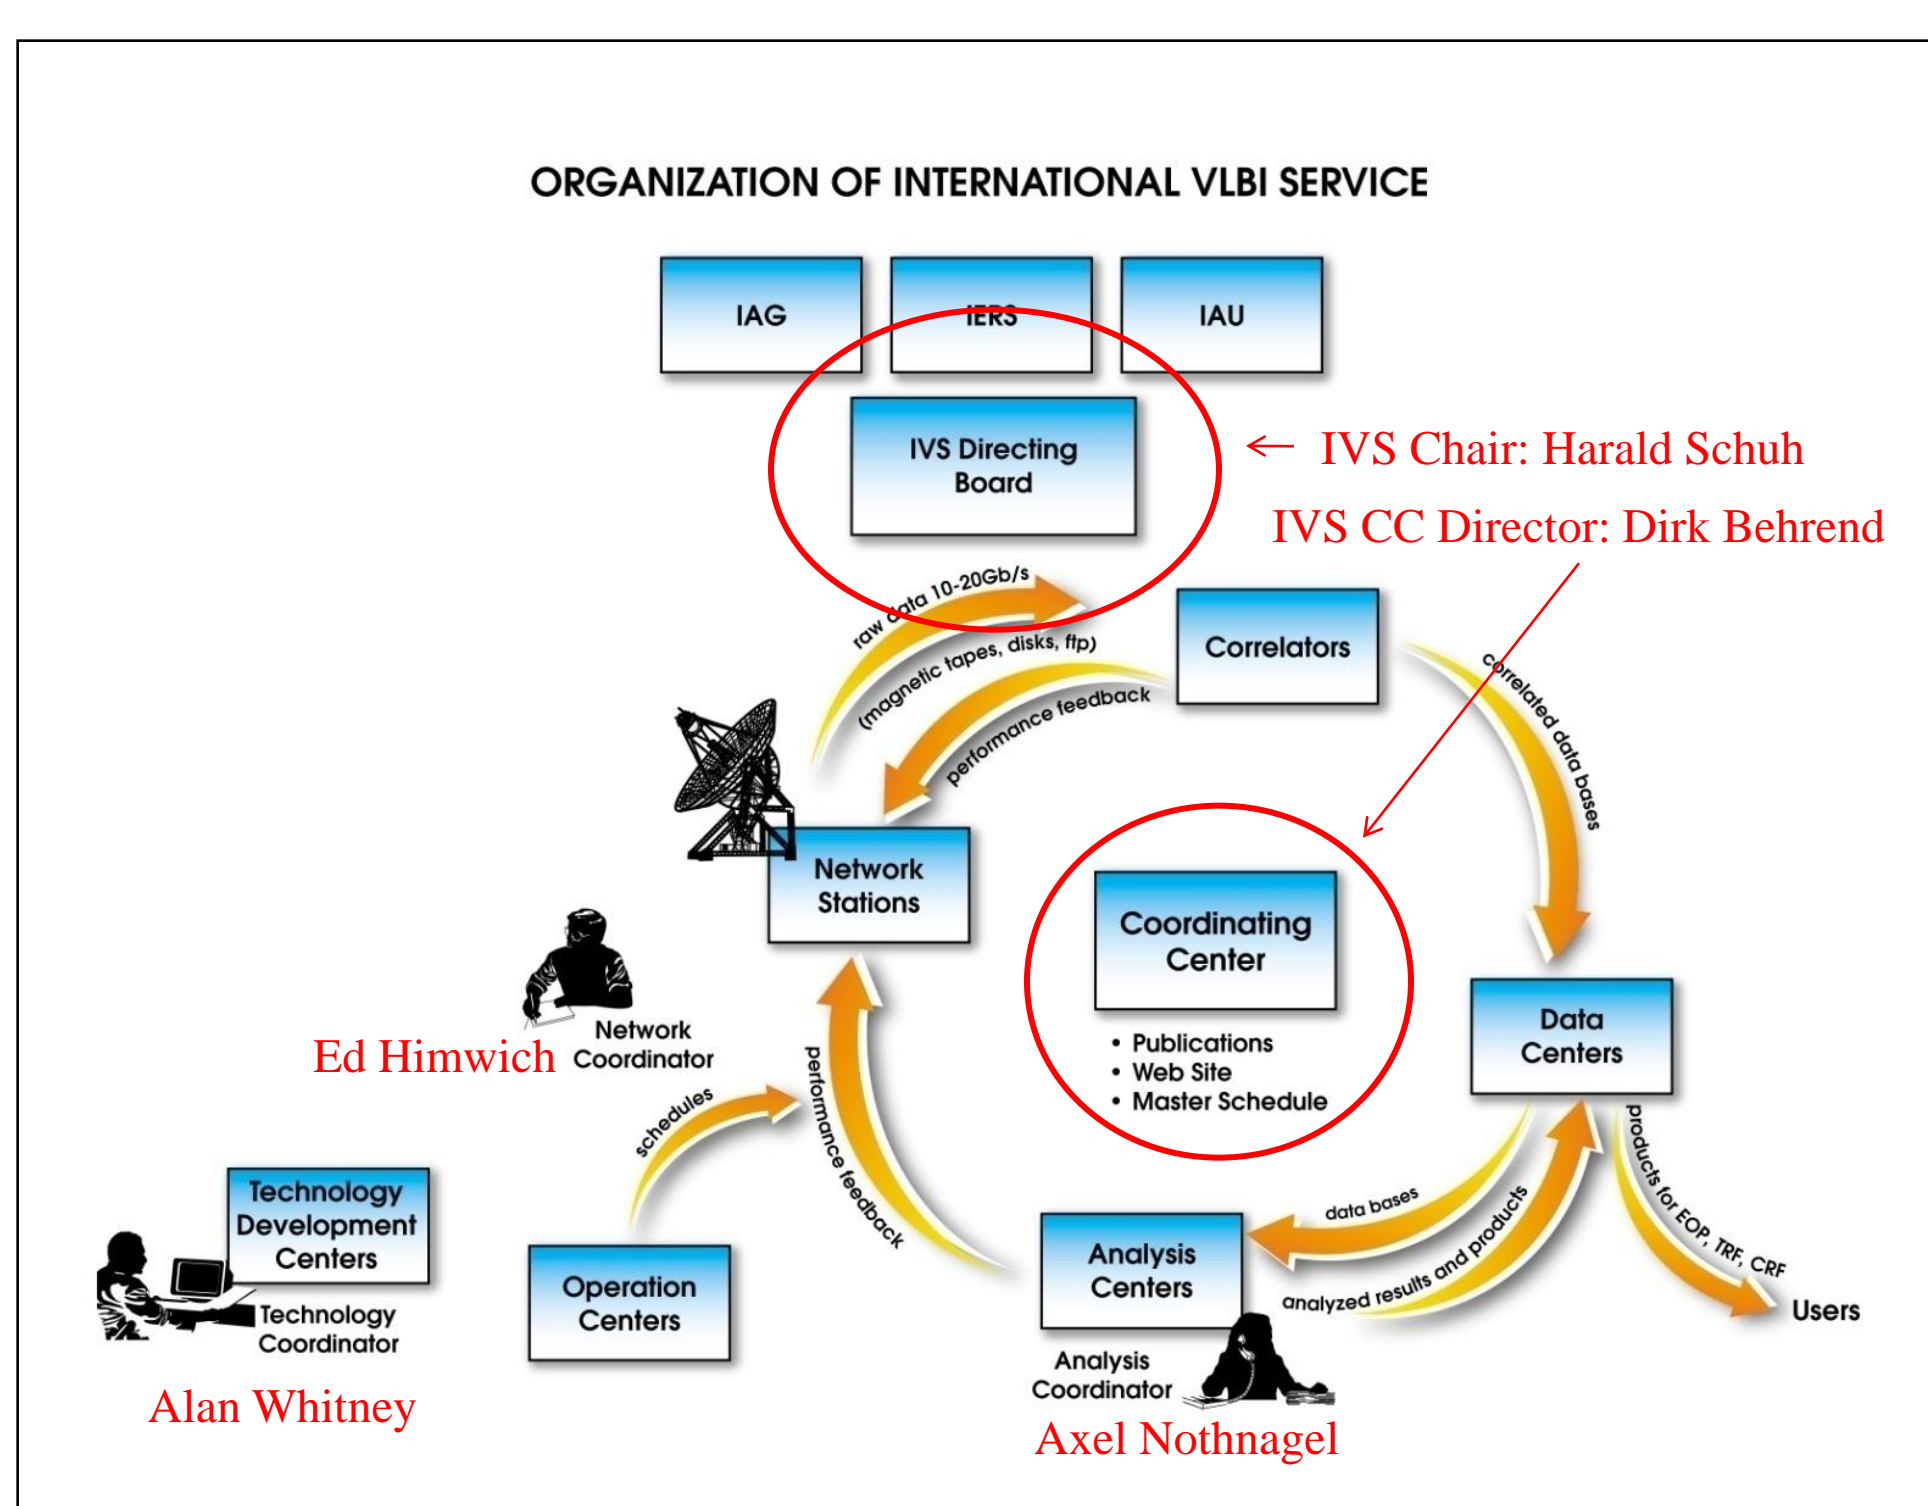 ORGANIZATION OF INTERNATIONAL VLBI SERVICE
IAG
IERS
IAU
IVS Directing
Board
← IVS Chair: Harald Schuh
IVS CC Director: Dirk Behrend
raw data 10-20Gb/s
(magnetic tapes, disks, ftp)
performance feedback
Correlators
correlated data bases
Network
Stations
Coordinating
Center
• Publications
• Web Site
• Master Schedule
Data
Centers
Ed Himwich
Network
Coordinator
schedules
performance feedback
Technology
Development
Centers
Technology
Coordinator
Alan Whitney
Operation
Centers
Analysis
Centers
data bases
analyzed results and products
products for EOP, TRF, CRF
Users
Analysis
Coordinator
Axel Nothnagel